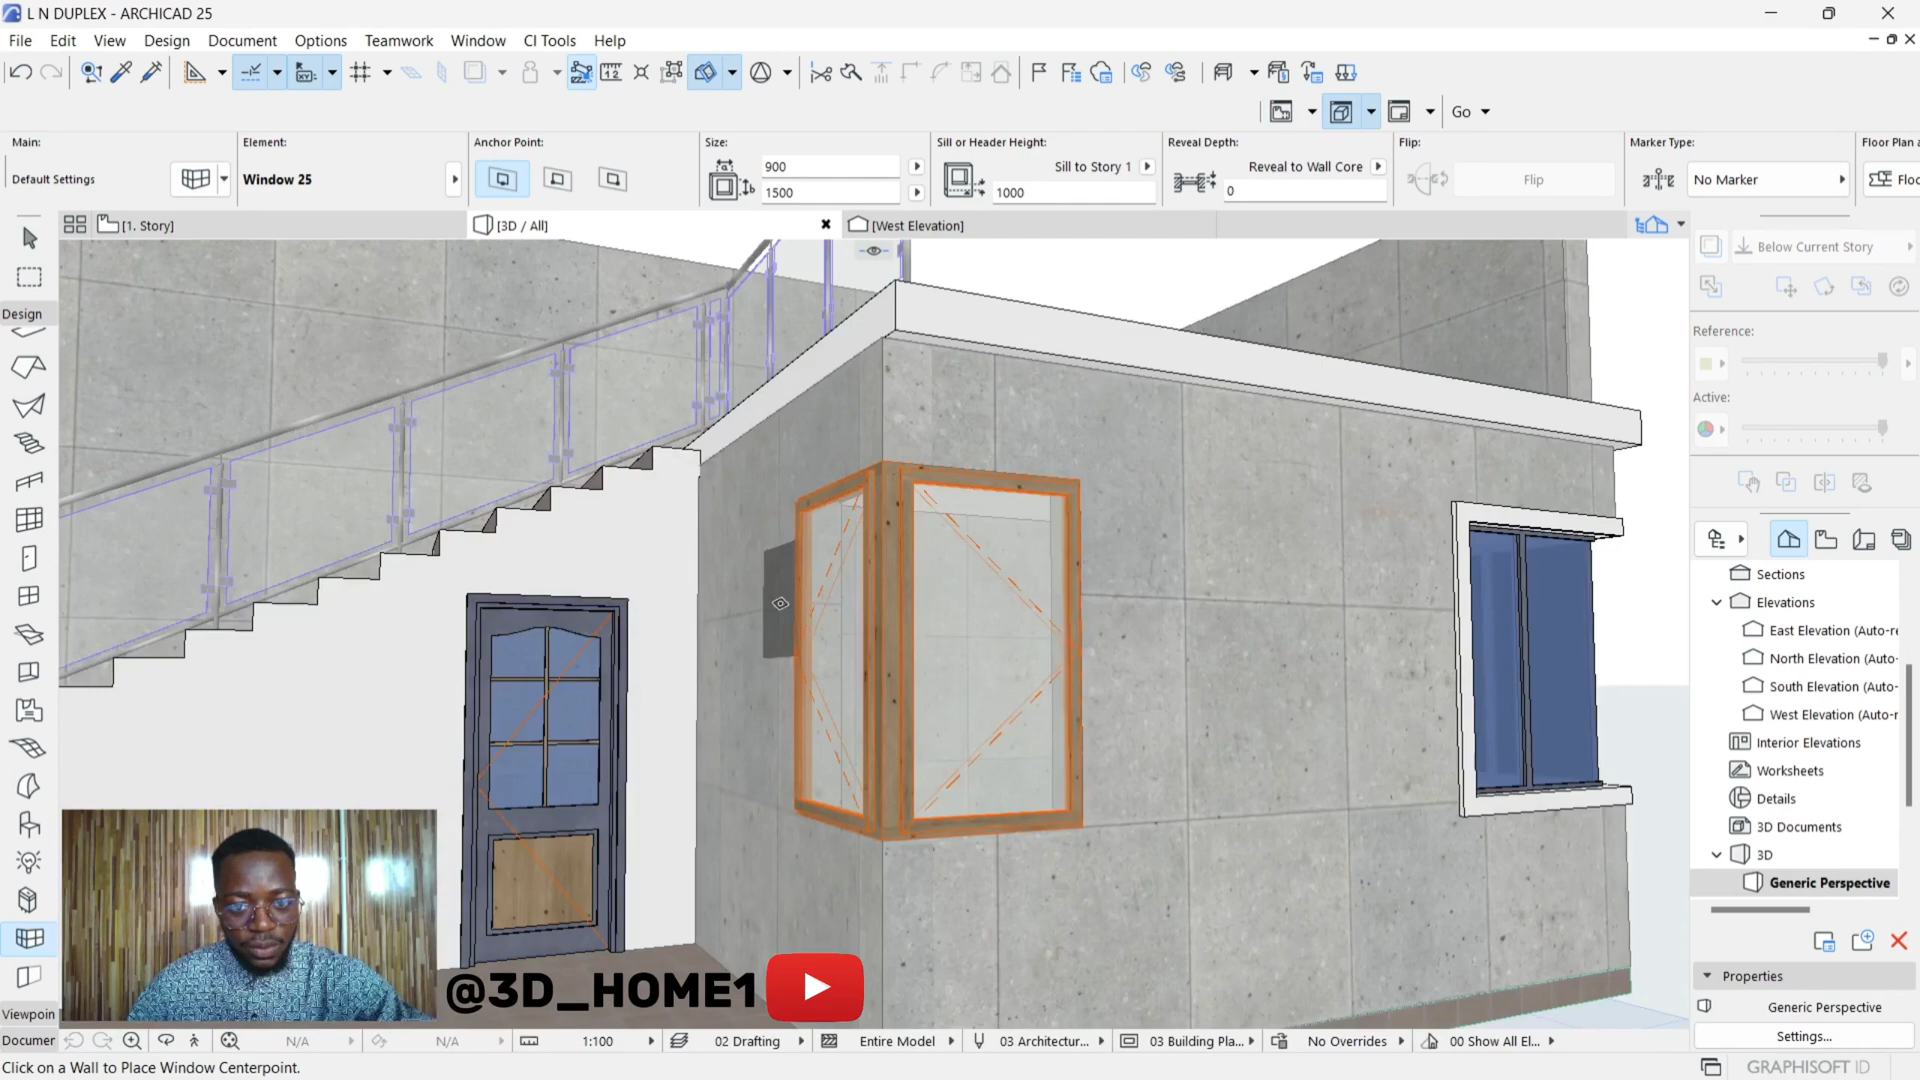 L N DUPLEX - ARCHICAD 25
File Edit View Design Document Options Teamwork Window CI Tools Help
Go
Main: Element: Anchor Point: Size: Sill or Header Height: Reveal Depth: Flip: Marker Type: Floor Plan a
Default Settings
Window 25
900
1500
Sill to Story 1
1000
Reveal to Wall Core
0
Flip
No Marker
Floo
[1. Story]
[3D / All]
[West Elevation]
Below Current Story
Design
Reference:
Active:
Sections
Elevations
East Elevation (Auto-re
North Elevation (Auto-
South Elevation (Auto-
West Elevation (Auto-r
Interior Elevations
Worksheets
Details
3D Documents
3D
Generic Perspective
Properties
Generic Perspective
Settings...
@3D_HOME1
Viewpoin
Documer
N/A
N/A
1:100
02 Drafting
Entire Model
03 Architectur...
03 Building Pla...
No Overrides
00 Show All El...
Click on a Wall to Place Window Centerpoint.
GRAPHISOFT ID